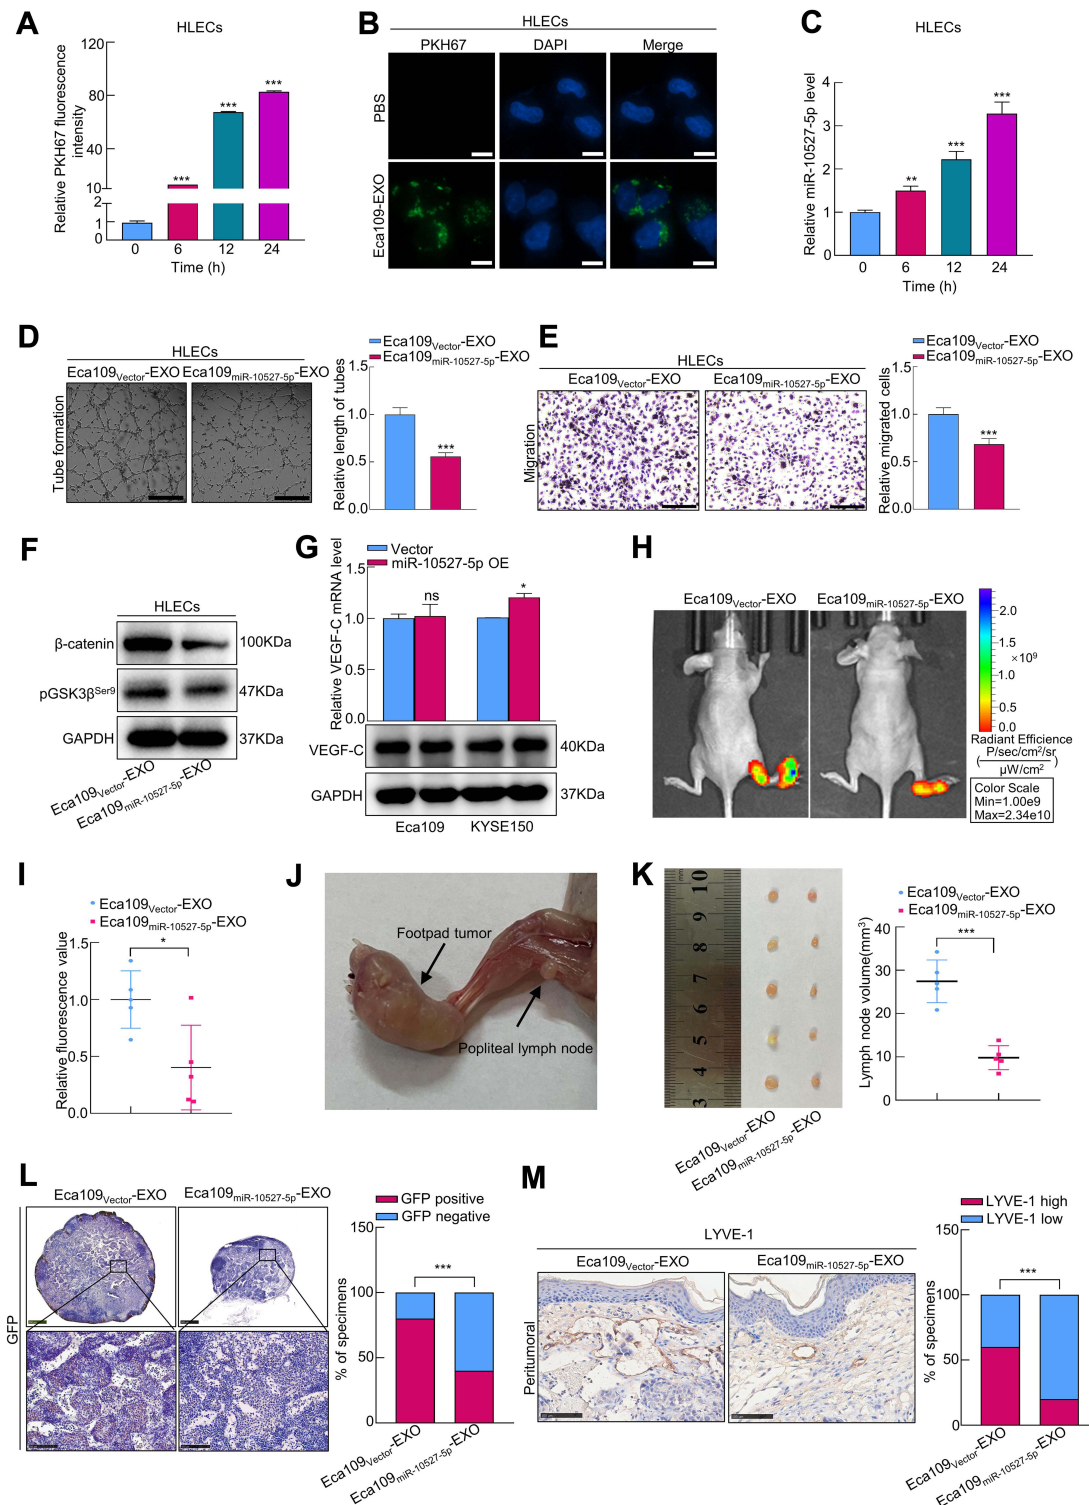 A
HLECs
Relative PKH67 fluorescence
intensity
120
80
40
10
2
1
0
***
***
***
0 6 12 24
Time (h)
B
HLECs
PKH67 DAPI Merge
PBS
Eca109-EXO
C
HLECs
Relative miR-10527-5p level
4
3
2
1
0
**
***
***
0 6 12 24
Time (h)
D
HLECs
Eca109Vector-EXO Eca109miR-10527-5p-EXO
Tube formation
Eca109Vector-EXO
Eca109miR-10527-5p-EXO
Relative length of tubes
1.5
1.0
0.5
0.0
***
E
HLECs
Eca109Vector-EXO Eca109miR-10527-5p-EXO
Migration
Eca109Vector-EXO
Eca109miR-10527-5p-EXO
Relative migrated cells
1.5
1.0
0.5
0.0
***
F
HLECs
β-catenin 100KDa
pGSK3βSer9 47KDa
GAPDH 37KDa
Eca109Vector-EXO
Eca109miR-10527-5p-EXO
G
Vector
miR-10527-5p OE
Relative VEGF-C mRNA level
1.5
1.0
0.5
0.0
ns
*
VEGF-C 40KDa
GAPDH 37KDa
Eca109 KYSE150
H
Eca109Vector-EXO Eca109miR-10527-5p-EXO
2.0
1.5
×10⁹
1.0
0.5
0.0
Radiant Efficience
(P/sec/cm²/sr
μW/cm²)
Color Scale
Min=1.00e9
Max=2.34e10
I
Eca109Vector-EXO
Eca109miR-10527-5p-EXO
Relative fluorescence value
1.5
1.0
0.5
0.0
*
J
Footpad tumor
Popliteal lymph node
K
mm
10
9
8
7
6
5
4
3
Eca109Vector-EXO
Eca109miR-10527-5p-EXO
Eca109Vector-EXO
Eca109miR-10527-5p-EXO
Lymph node volume(mm³)
40
30
20
10
0
***
L
Eca109Vector-EXO Eca109miR-10527-5p-EXO
GFP
GFP positive
GFP negative
% of specimens
150
100
50
0
***
Eca109Vector-EXO
Eca109miR-10527-5p-EXO
M
LYVE-1
Eca109Vector-EXO Eca109miR-10527-5p-EXO
Peritumoral
LYVE-1 high
LYVE-1 low
% of specimens
150
100
50
0
***
Eca109Vector-EXO
Eca109miR-10527-5p-EXO